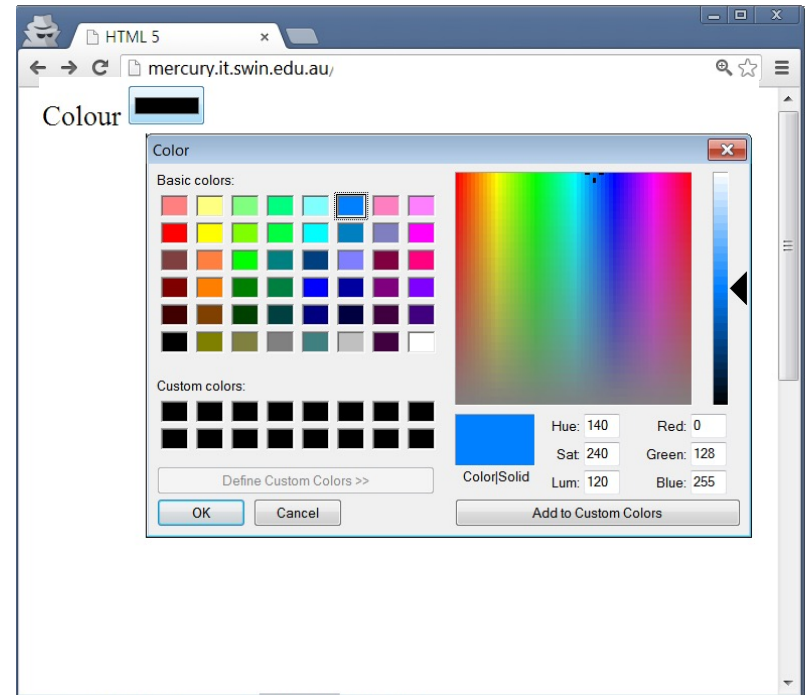 HTML 5
mercury.it.swin.edu.au/
Colour
Color
Basic colors:
Custom colors:
Define Custom Colors >>
OK Cancel
Color|Solid
Hue: 140 Red: 0
Sat: 240 Green: 128
Lum: 120 Blue: 255
Add to Custom Colors